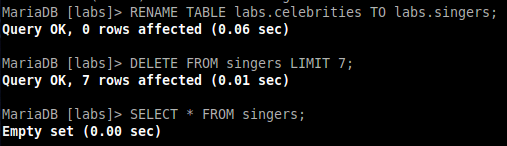 MariaDB [labs]> RENAME TABLE labs.celebrities TO labs.singers;
Query OK, 0 rows affected (0.06 sec)
MariaDB [labs]> DELETE FROM singers LIMIT 7;
Query OK, 7 rows affected (0.01 sec)
MariaDB [labs]> SELECT * FROM singers;
Empty set (0.00 sec)